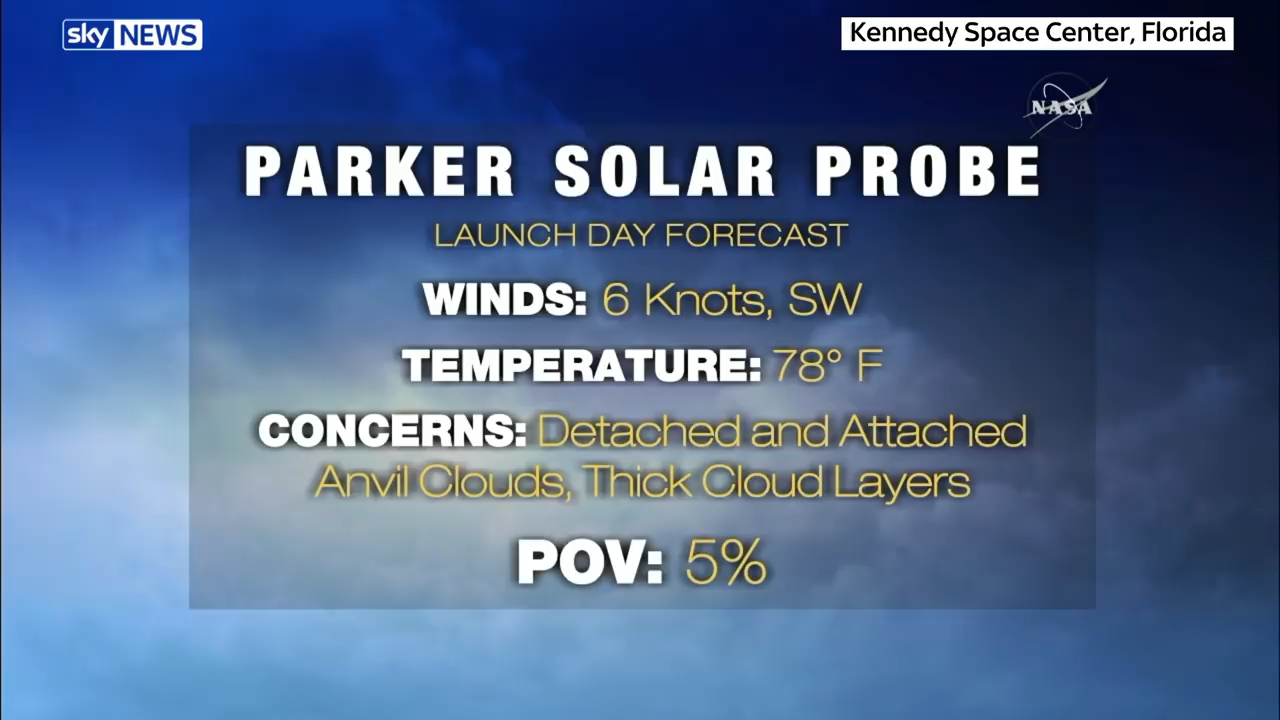 sky NEWS
Kennedy Space Center, Florida
NASA
PARKER SOLAR PROBE
LAUNCH DAY FORECAST
WINDS: 6 Knots, SW
TEMPERATURE: 78° F
CONCERNS: Detached and Attached
Anvil Clouds, Thick Cloud Layers
POV: 5%